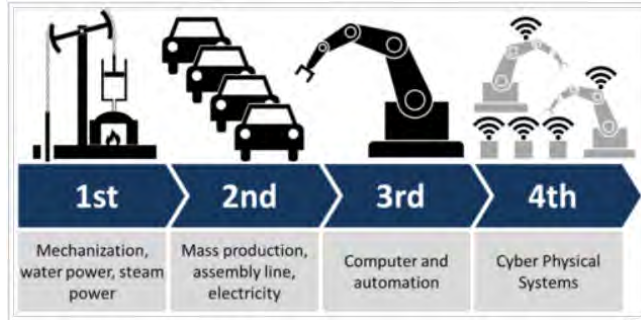 1st
2nd
3rd
4th
Mechanization,
water power, steam
power
Mass production,
assembly line,
electricity
Computer and
automation
Cyber Physical
Systems